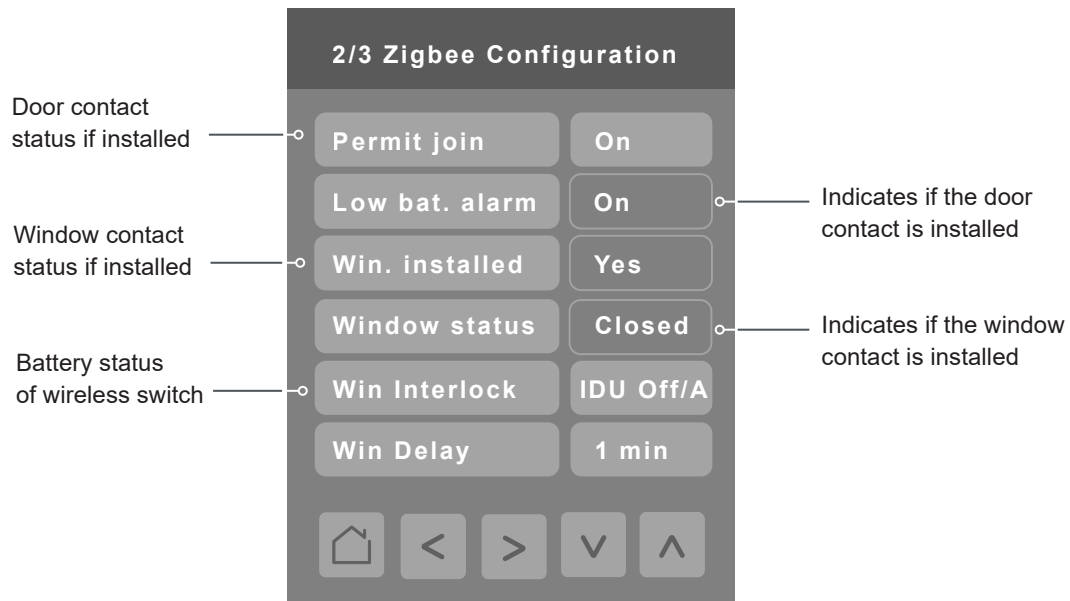 2/3 Zigbee Configuration
Door contact
status if installed
Permit join
On
Low bat. alarm
On
Indicates if the door
contact is installed
Window contact
status if installed
Win. installed
Yes
Window status
Closed
Indicates if the window
contact is installed
Battery status
of wireless switch
Win Interlock
IDU Off/A
Win Delay
1 min